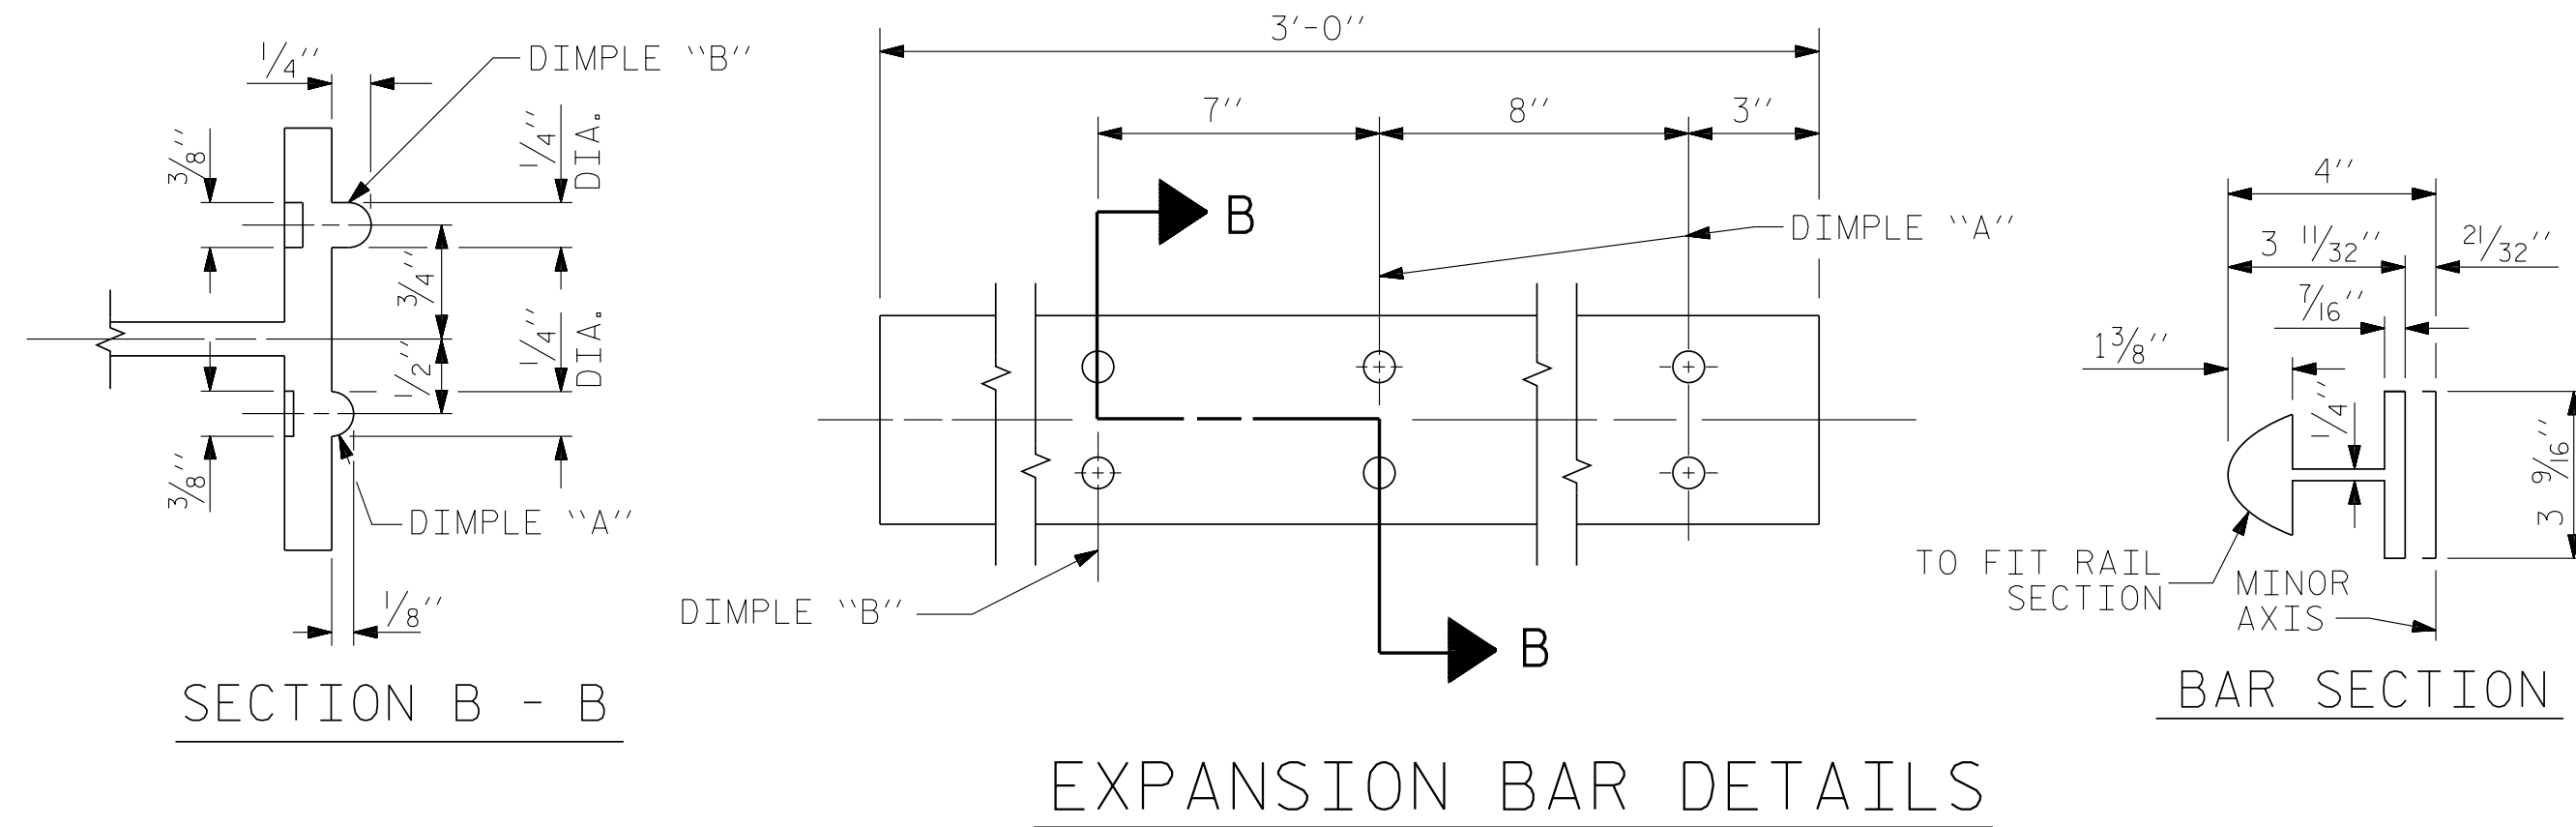 1/4"
DIMPLE "B"
3/8"
1/4"
DIA.
3/4"
1/2"
1/4"
DIA.
3/8"
DIMPLE "A"
1/8"
SECTION B - B
3'-0"
7"
8"
3"
B
DIMPLE "A"
DIMPLE "B"
B
EXPANSION BAR DETAILS
4"
3 11/32"
21/32"
7/16"
1 3/8"
1/4"
3 9/16"
TO FIT RAIL
SECTION
MINOR
AXIS
BAR SECTION